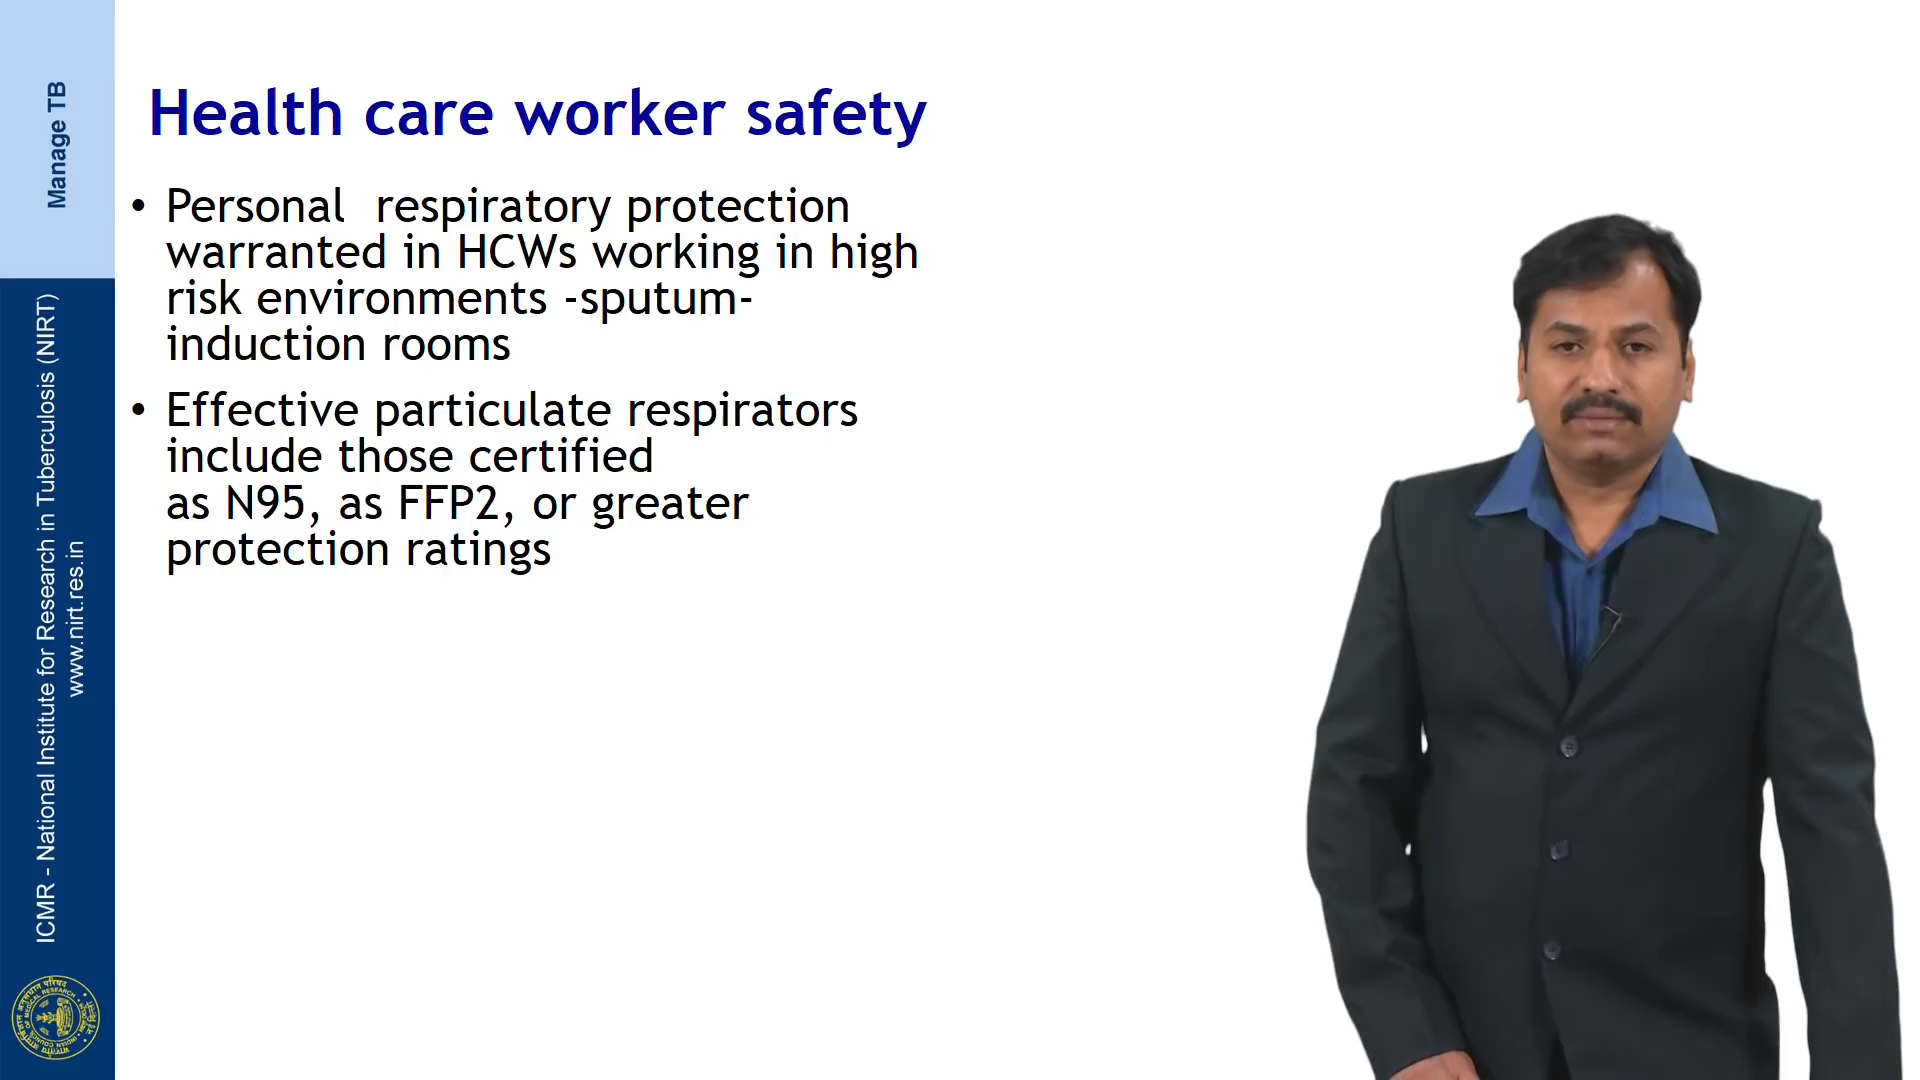 Health care worker safety
• Personal  respiratory protection
warranted in HCWs working in high
risk environments -sputum-
induction rooms
• Effective particulate respirators
include those certified
as N95, as FFP2, or greater
protection ratings
Manage TB
ICMR - National Institute for Research in Tuberculosis (NIRT)
www.nirt.res.in